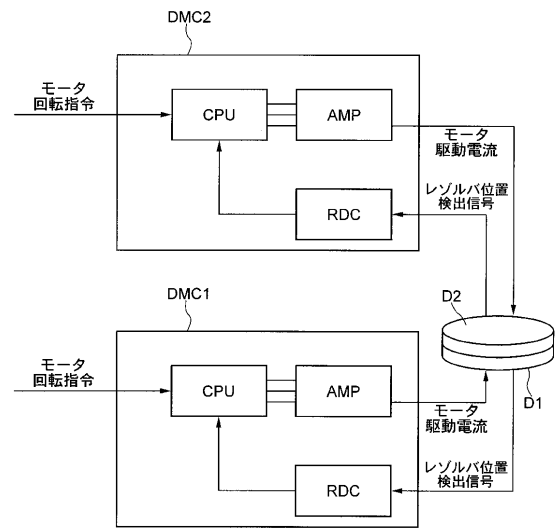 DMC2
モータ
回転指令
CPU
AMP
モータ
駆動電流
レゾルバ位置
検出信号
RDC
D2
DMC1
モータ
回転指令
CPU
AMP
モータ
駆動電流
D1
レゾルバ位置
検出信号
RDC